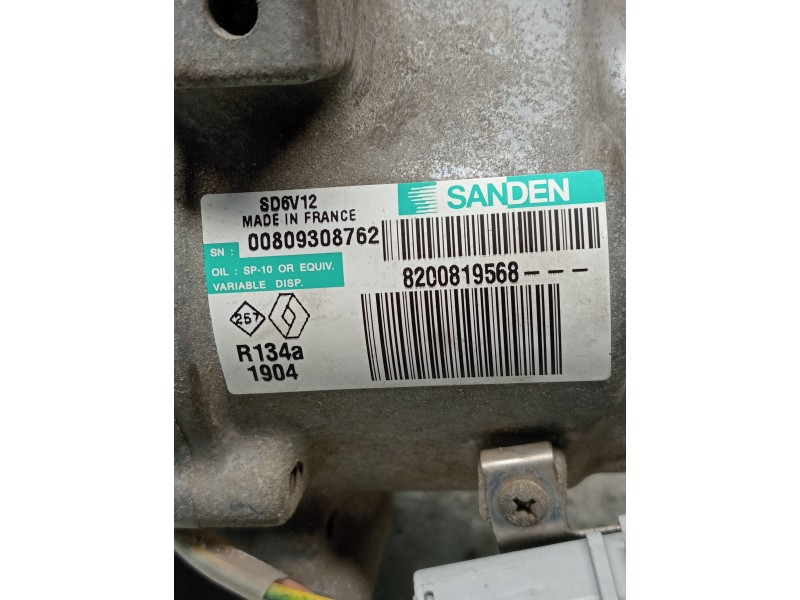 SD6V12
MADE IN FRANCE
SANDEN
SN :
00809308762
OIL : SP-10 OR EQUIV.
VARIABLE DISP.
8200819568---
257
R134a
1904